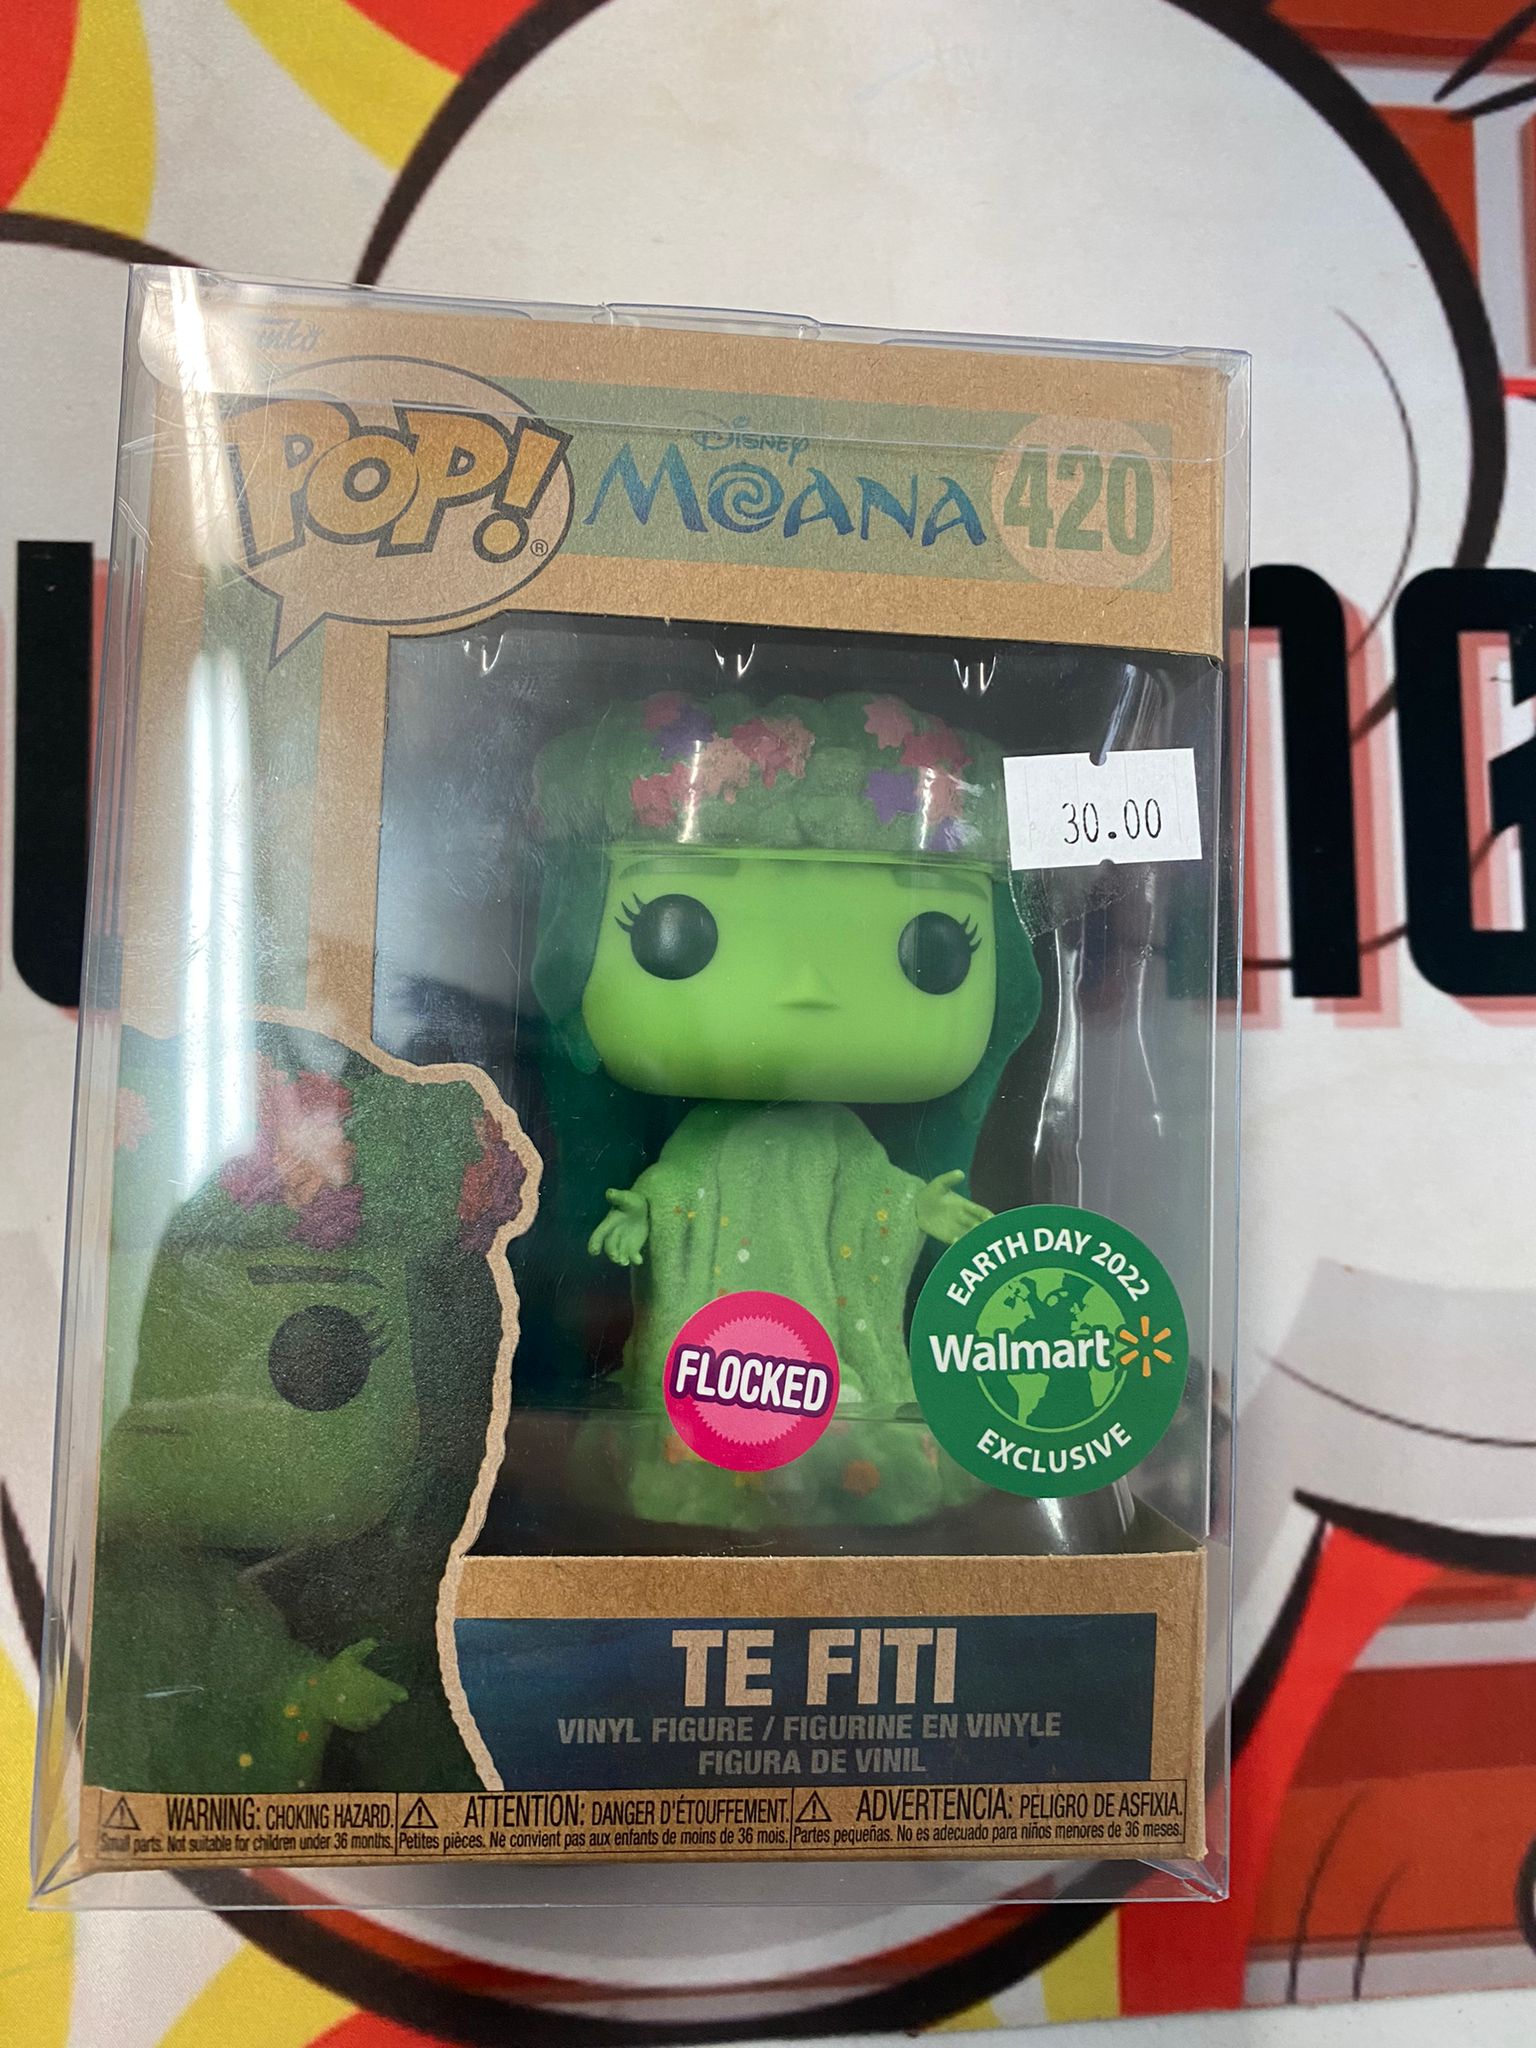 Funko
POP!®
Disney
MOANA
420
30.00
EARTH DAY 2022
Walmart
EXCLUSIVE
FLOCKED
TE FITI
VINYL FIGURE / FIGURINE EN VINYLE
FIGURA DE VINIL
WARNING: CHOKING HAZARD.
Small parts. Not suitable for children under 36 months.
ATTENTION: DANGER D'ÉTOUFFEMENT.
Petites pièces. Ne convient pas aux enfants de moins de 36 mois.
ADVERTENCIA: PELIGRO DE ASFIXIA.
Partes pequeñas. No es adecuado para niños menores de 36 meses.